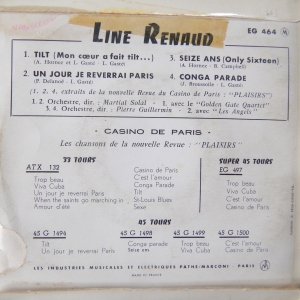 LINE RENAUD
EG 464 M
1. TILT (Mon cœur a fait tilt...)
(A. Hornez et L. Gasté)
3. SEIZE ANS (Only Sixteen)
(A. Hornez - B. Campbell)
2. UN JOUR JE REVERRAI PARIS
(P. Delanoë - L. Gasté)
4. CONGA PARADE
(J. Broussolle - L. Gasté)
(1. 2. 4. extraits de la nouvelle Revue du Casino de Paris : "PLAISIRS")
1. 2 Orchestre, dir. : Martial Solal - 1. avec le "Golden Gate Quartet"
3. 4 Orchestre, dir. : Pierre Guillermin - 2. avec "Les Angels"
CASINO DE PARIS
Les chansons de la nouvelle Revue : "PLAISIRS"
33 TOURS
ATX 132
Trop beau
Viva Cuba
Un jour je reverrai Paris
When the saints go marching in
Amour d'été
Casino de Paris
C'est l'amour
Conga Parade
Tilt
St-Louis Blues
Sexe
SUPER 45 TOURS
EG 497
Trop beau
C'est l'amour
Viva Cuba
Casino de Paris
45 TOURS
45 G 1494
Tilt
Un jour je reverrai Paris
45 G 1498
Conga parade
Seize ans
45 G 1499
Trop beau
Viva Cuba
45 G 1500
C'est l'amour
Casino de Paris
LES INDUSTRIES MUSICALES ET ELECTRIQUES PATHE-MARCONI PARIS
MADE IN FRANCE